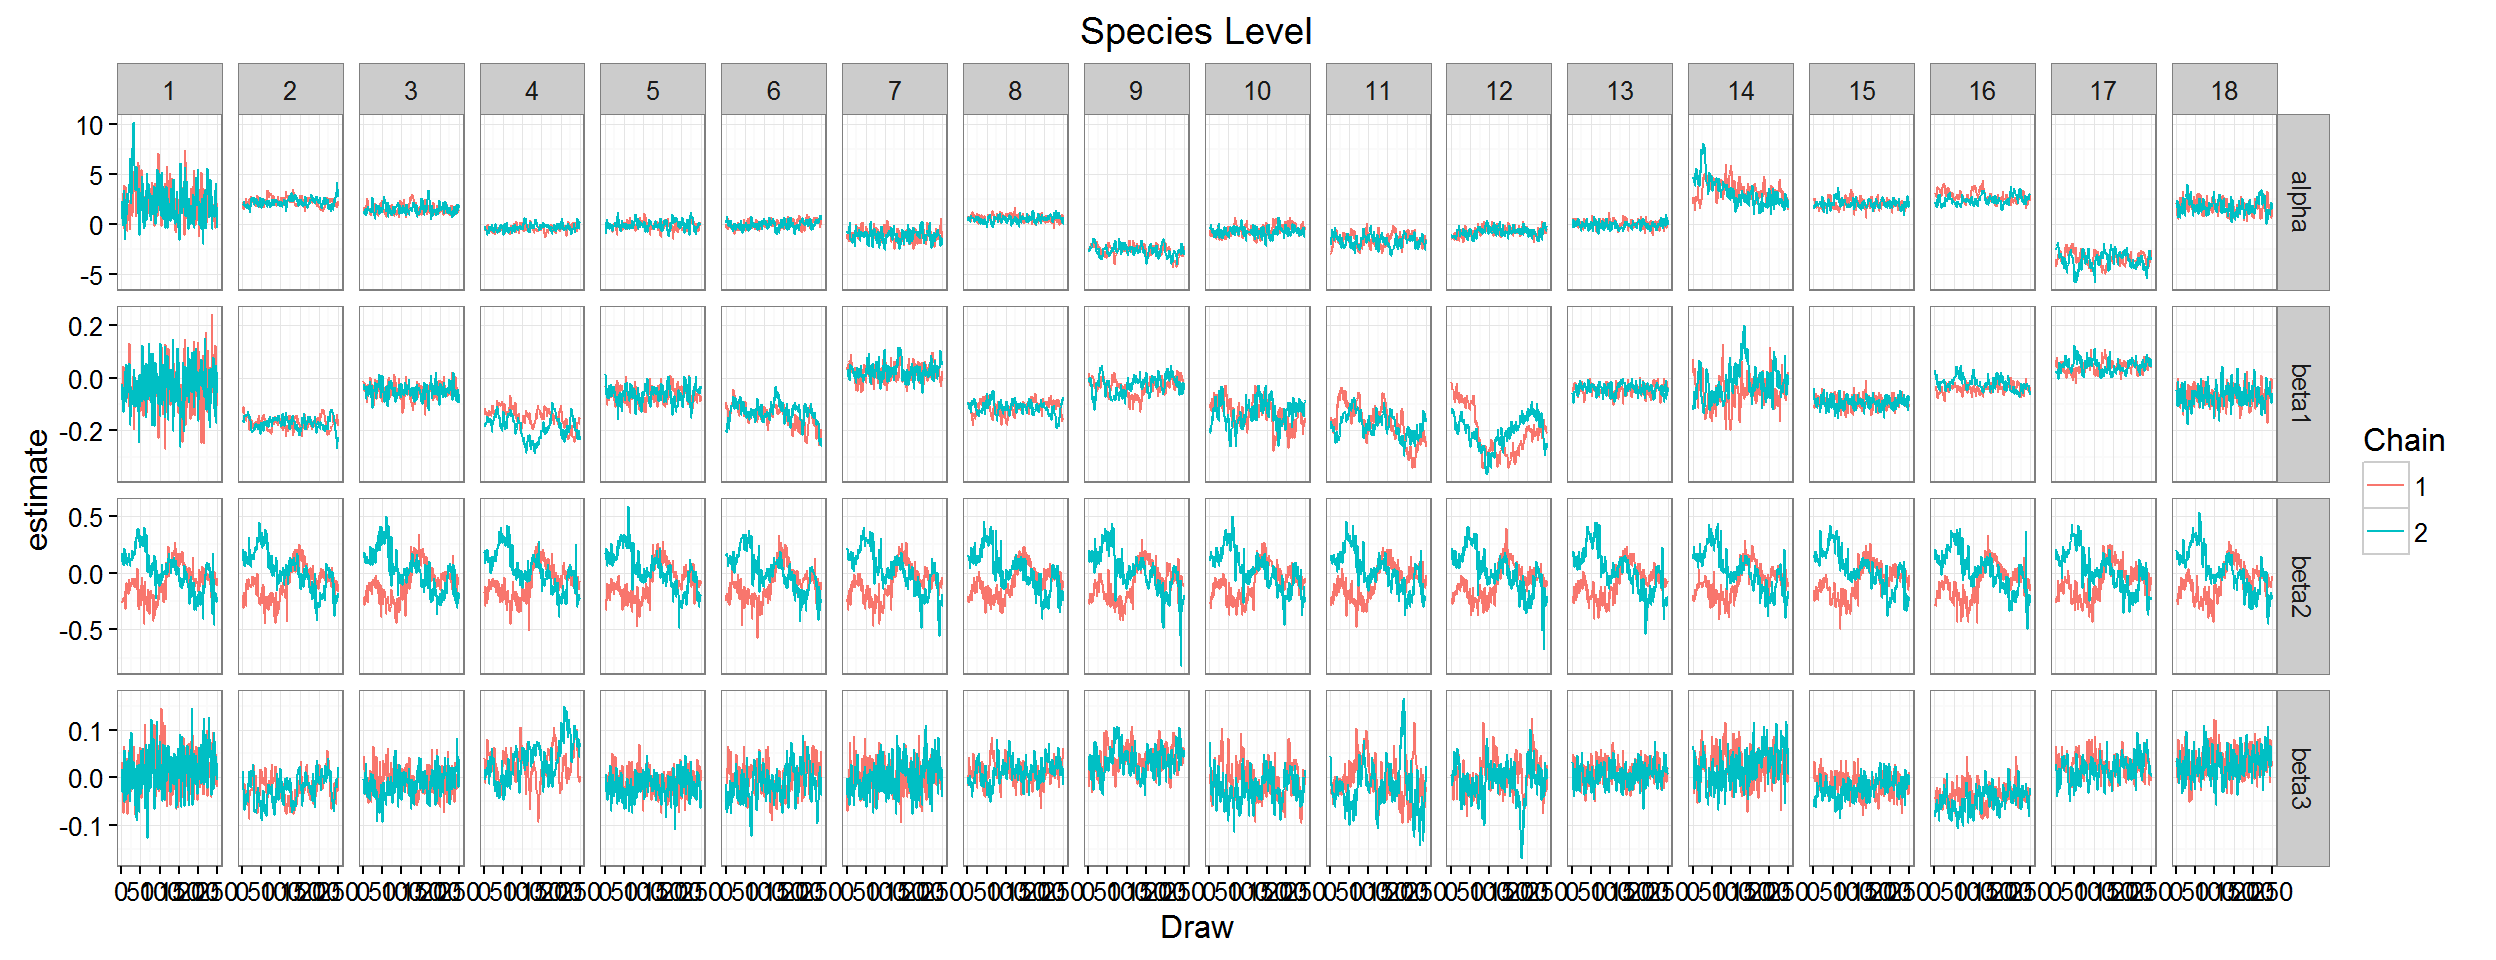 Species Level
1 2 3 4 5 6 7 8 9 10 11 12 13 14 15 16 17 18
10
5
0
-5
alpha
0.2
0.0
-0.2
beta1
0.5
0.0
-0.5
beta2
0.1
0.0
-0.1
beta3
estimate
Draw
Chain
1
2